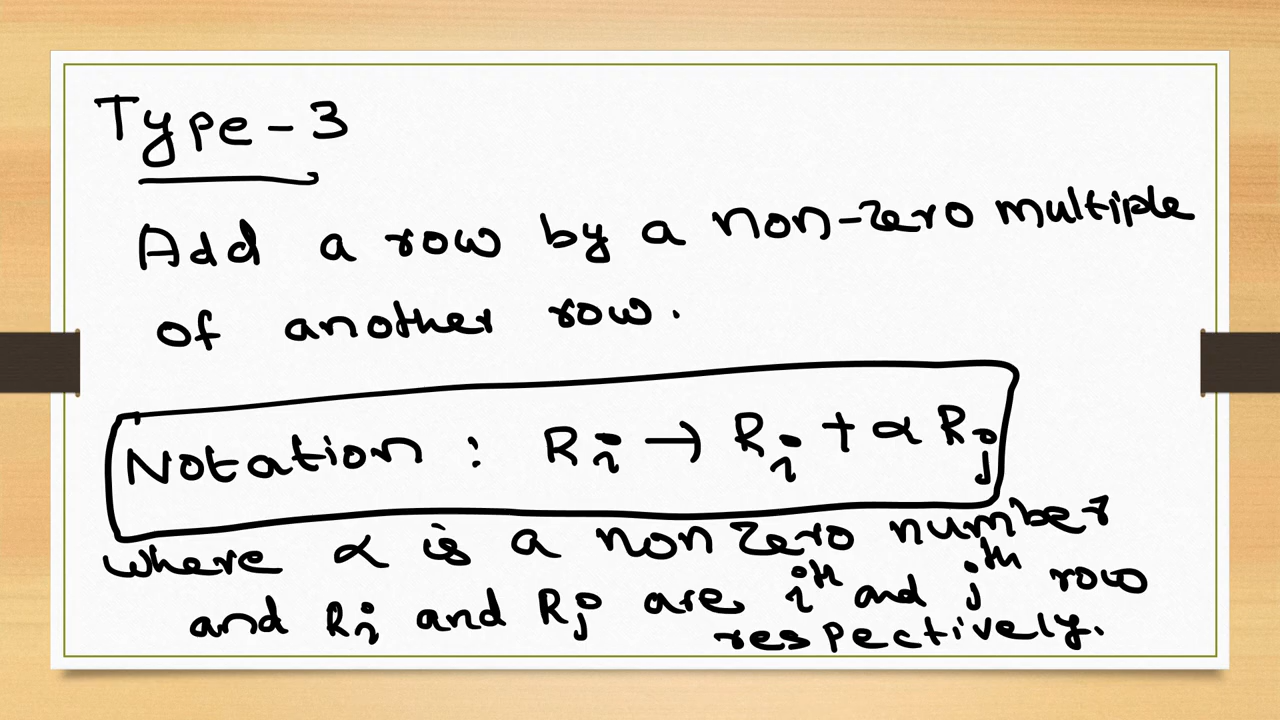 Type-3
Add a row by a non-zero multiple
of another row.
Notation : Rᵢ → Rᵢ + α Rⱼ
where α is a non zero number
and Rᵢ and Rⱼ are iᵗʰ and jᵗʰ row
respectively.